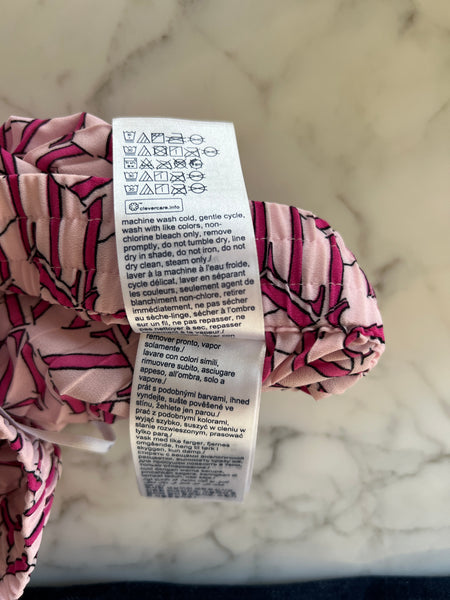 clevercare.info
machine wash cold, gentle cycle,
wash with like colors, non-
chlorine bleach only, remove
promptly, do not tumble dry, line
dry in shade, do not iron, do not
dry clean, steam only./
laver à la machine à l'eau froide,
cycle délicat, laver en séparant
les couleurs, seulement agent de
blanchiment non-chlore, retirer
immédiatement, ne pas sécher
au sèche-linge, ne pas sécher
sur un fil, ne pas repasser, ne
pas nettoyer à sec, repasser
à la vapeur./
remover pronto, vapor
solamente./
lavare con colori simili,
rimuovere subito, asciugare
appeso, all'ombra, solo a
vapore./
prát s podobnými barvami, ihned
vyndejte, sušte pověšené ve
stínu, žehlete jen parou./
prać z podobnymi kolorami,
wyjąć szybko, suszyć w cieniu w
stanie rozwieszonym, prasować
tylko parą./
vask med like farger, fjernes
omgående, heng til tørk i
skyggen, kun damp./